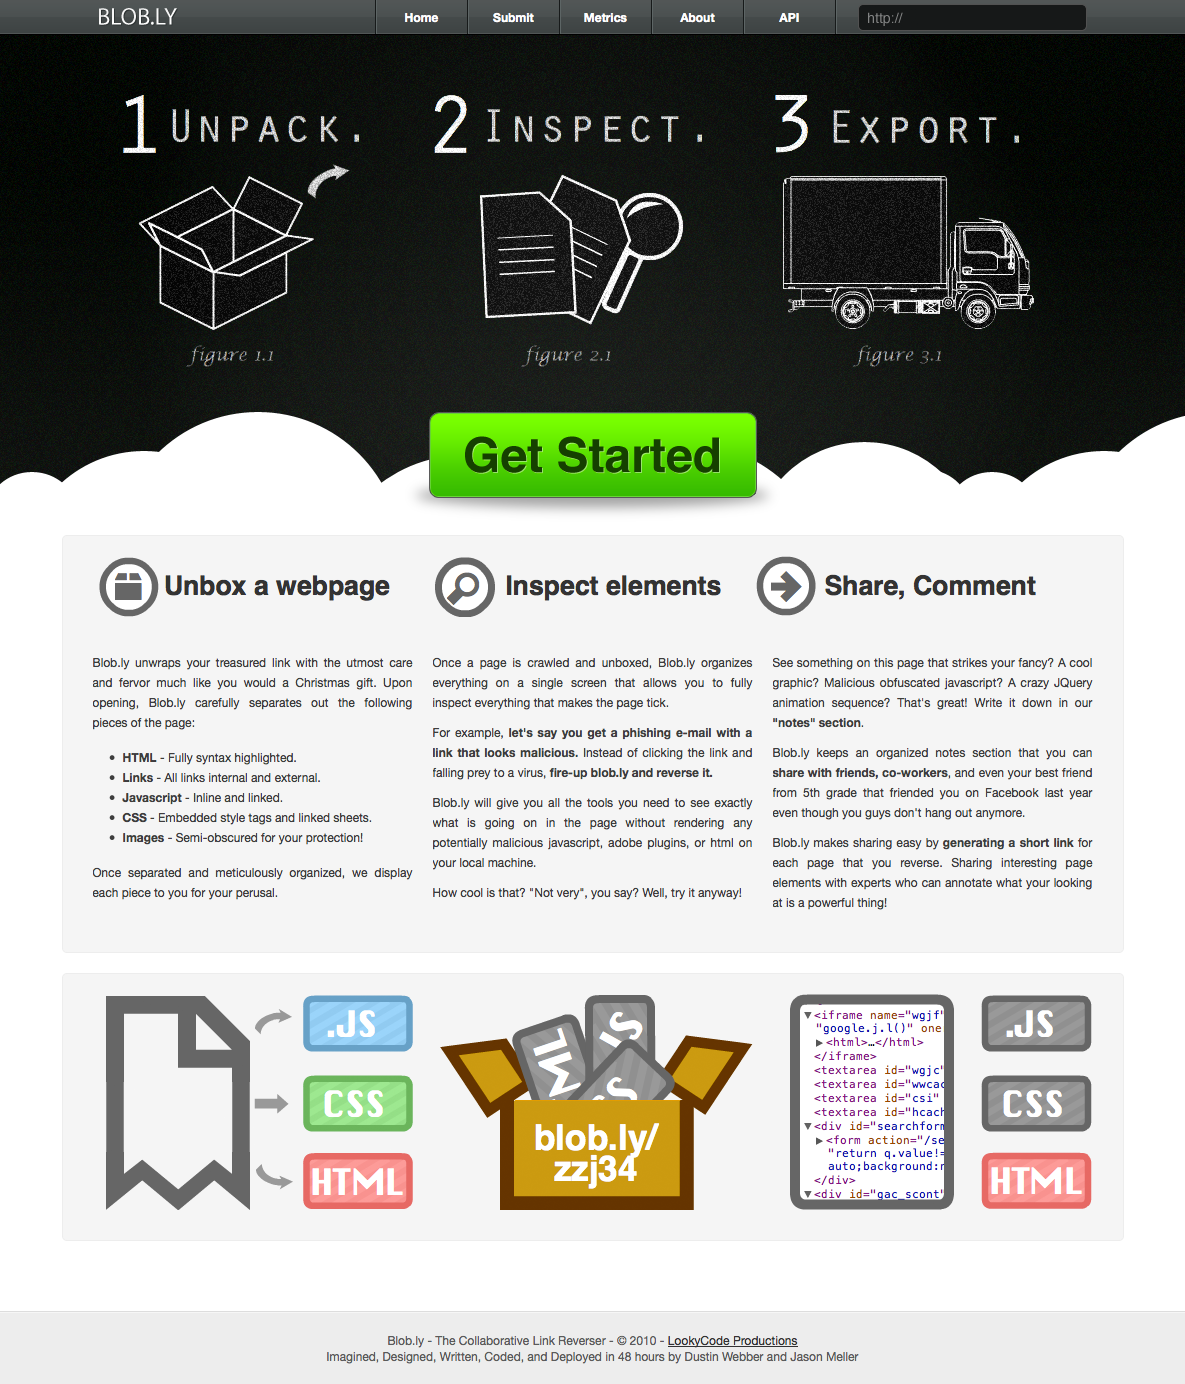 BLOB.LY
Home
Submit
Metrics
About
API
http://
1 UNPACK.
2 INSPECT.
3 EXPORT.
figure 1.1
figure 2.1
figure 3.1
Get Started
Unbox a webpage
Blob.ly unwraps your treasured link with the utmost care
and fervor much like you would a Christmas gift. Upon
opening, Blob.ly carefully separates out the following
pieces of the page:
• HTML - Fully syntax highlighted.
• Links - All links internal and external.
• Javascript - Inline and linked.
• CSS - Embedded style tags and linked sheets.
• Images - Semi-obscured for your protection!
Once separated and meticulously organized, we display
each piece to you for your perusal.
Inspect elements
Once a page is crawled and unboxed, Blob.ly organizes
everything on a single screen that allows you to fully
inspect everything that makes the page tick.
For example, let's say you get a phishing e-mail with a
link that looks malicious. Instead of clicking the link and
falling prey to a virus, fire-up blob.ly and reverse it.
Blob.ly will give you all the tools you need to see exactly
what is going on in the page without rendering any
potentially malicious javascript, adobe plugins, or html on
your local machine.
How cool is that? "Not very", you say? Well, try it anyway!
Share, Comment
See something on this page that strikes your fancy? A cool
graphic? Malicious obfuscated javascript? A crazy JQuery
animation sequence? That's great! Write it down in our
"notes" section.
Blob.ly keeps an organized notes section that you can
share with friends, co-workers, and even your best friend
from 5th grade that friended you on Facebook last year
even though you guys don't hang out anymore.
Blob.ly makes sharing easy by generating a short link for
each page that you reverse. Sharing interesting page
elements with experts who can annotate what your looking
at is a powerful thing!
.JS
CSS
HTML
JS
blob.ly/
zzj34
<iframe name="wgjf"
"google.j.l()" one
<html>…</html>
</iframe>
<textarea id="wgjc"
<textarea id="wwcac
<textarea id="csi"
<textarea id="hcach
<div id="searchform
<form action="/se
"return q.value!=
auto;background:
</div>
<div id="gac_scont"
.JS
CSS
HTML
Blob.ly - The Collaborative Link Reverser - © 2010 - LookyCode Productions
Imagined, Designed, Written, Coded, and Deployed in 48 hours by Dustin Webber and Jason Meller